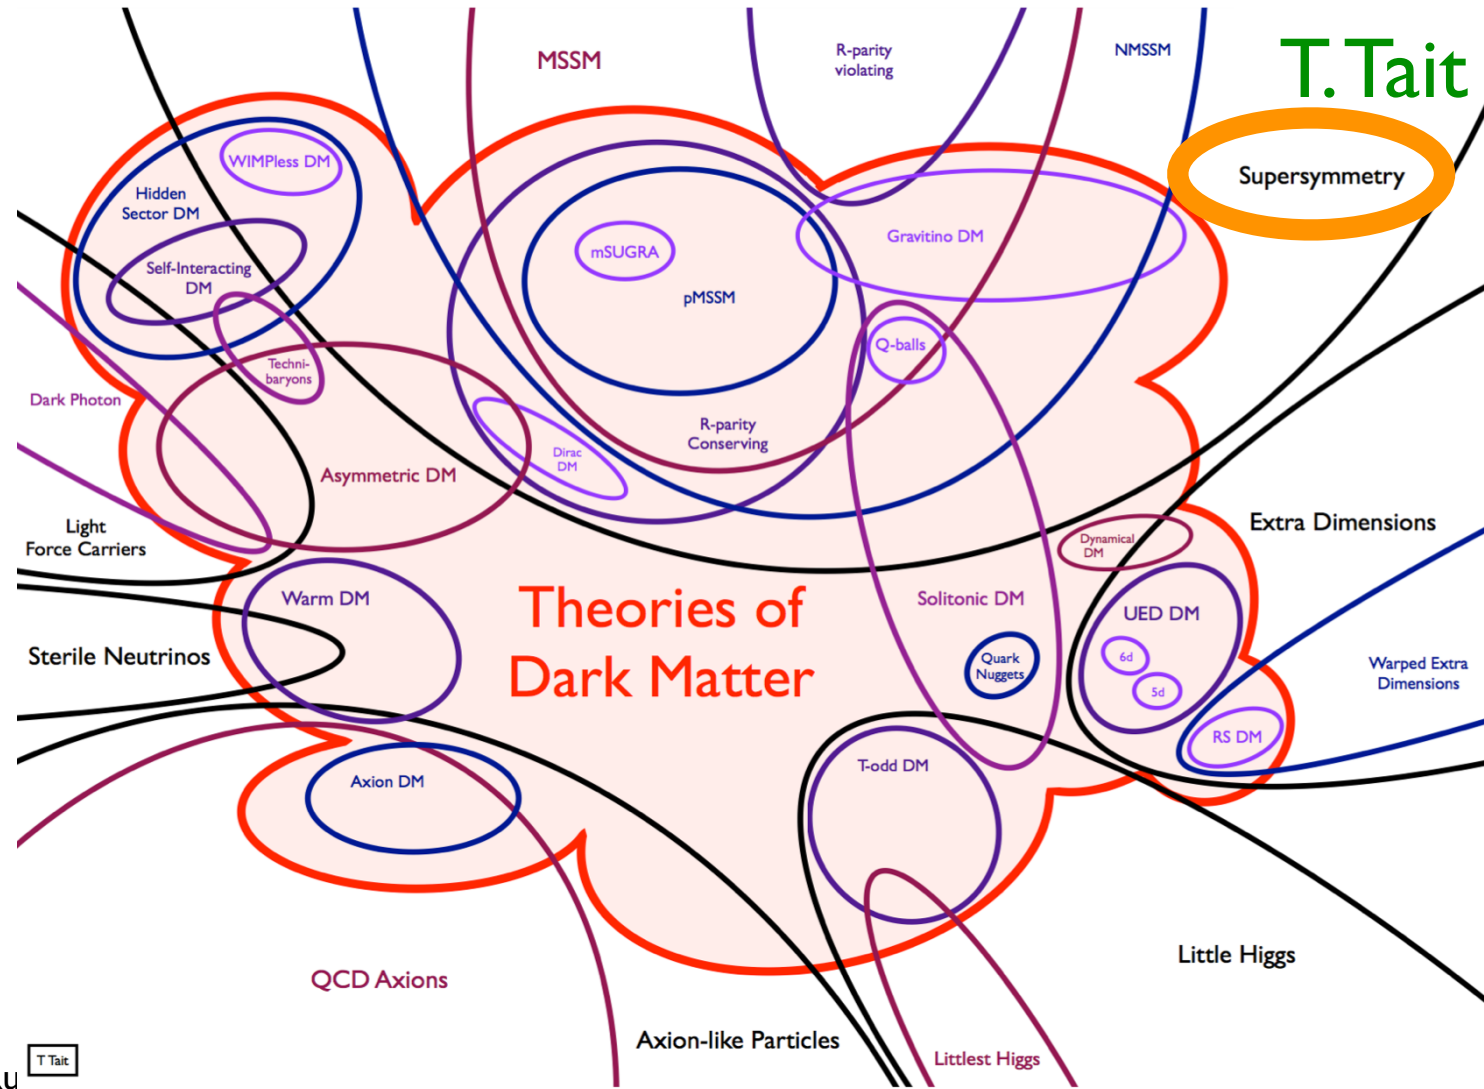 MSSM
R-parity
violating
NMSSM
T. Tait
WIMPless DM
Hidden
Sector DM
Supersymmetry
Self-Interacting
DM
mSUGRA
Gravitino DM
pMSSM
Q-balls
Techni-
baryons
Dark Photon
R-parity
Conserving
Dirac
DM
Asymmetric DM
Light
Force Carriers
Extra Dimensions
Dynamical
DM
Warm DM
Theories of
Dark Matter
Solitonic DM
UED DM
6d
5d
Sterile Neutrinos
Quark
Nuggets
Warped Extra
Dimensions
RS DM
Axion DM
T-odd DM
QCD Axions
Little Higgs
Axion-like Particles
Littlest Higgs
T Tait